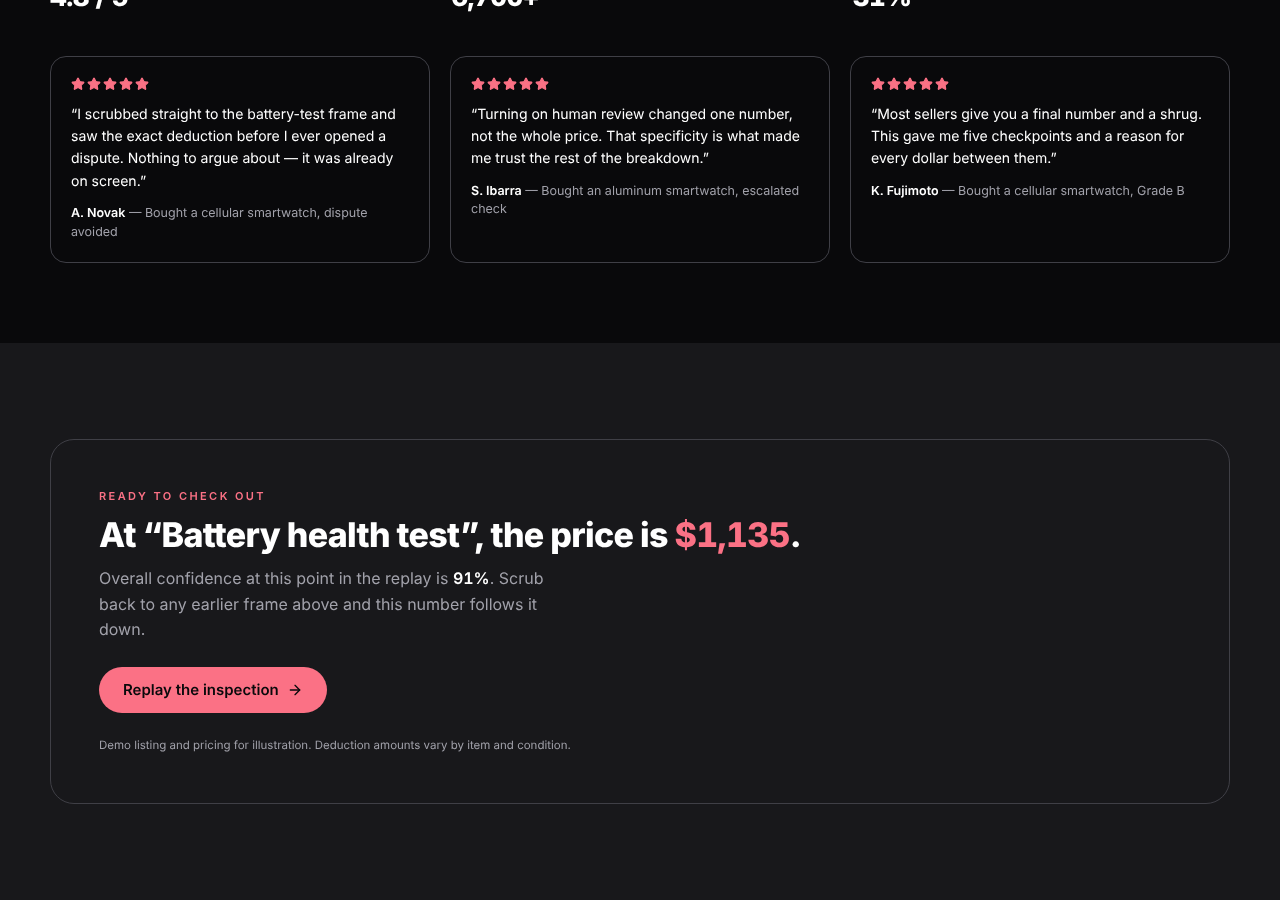 “I scrubbed straight to the battery-test frame and
saw the exact deduction before I ever opened a
dispute. Nothing to argue about — it was already
on screen.”
A. Novak — Bought a cellular smartwatch, dispute
avoided
“Turning on human review changed one number,
not the whole price. That specificity is what made
me trust the rest of the breakdown.”
S. Ibarra — Bought an aluminum smartwatch, escalated
check
“Most sellers give you a final number and a shrug.
This gave me five checkpoints and a reason for
every dollar between them.”
K. Fujimoto — Bought a cellular smartwatch, Grade B
READY TO CHECK OUT
At “Battery health test”, the price is $1,135.
Overall confidence at this point in the replay is 91%. Scrub
back to any earlier frame above and this number follows it
down.
Replay the inspection →
Demo listing and pricing for illustration. Deduction amounts vary by item and condition.